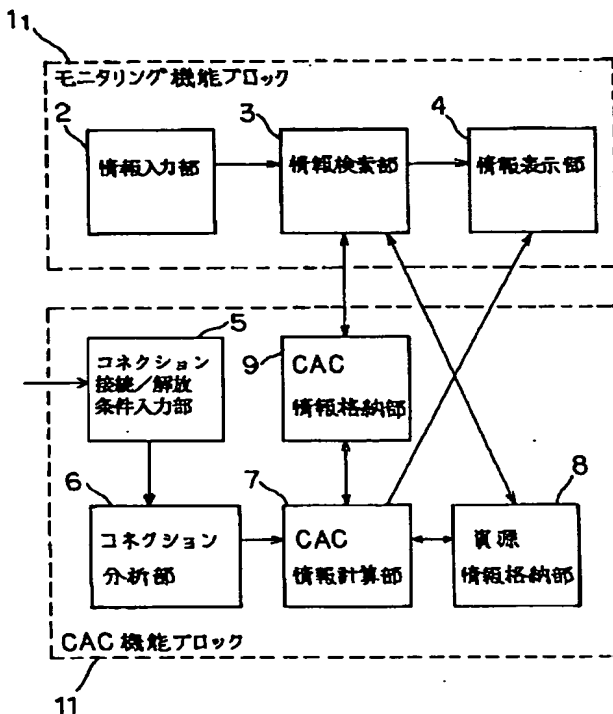 11
モニタリング機能ブロック
2
3
4
情報入力部
情報検索部
情報表示部
5
コネクション
接続／解放
条件入力部
9
CAC
情報格納部
6
コネクション
分析部
7
CAC
情報計算部
8
資源
情報格納部
CAC機能ブロック
11